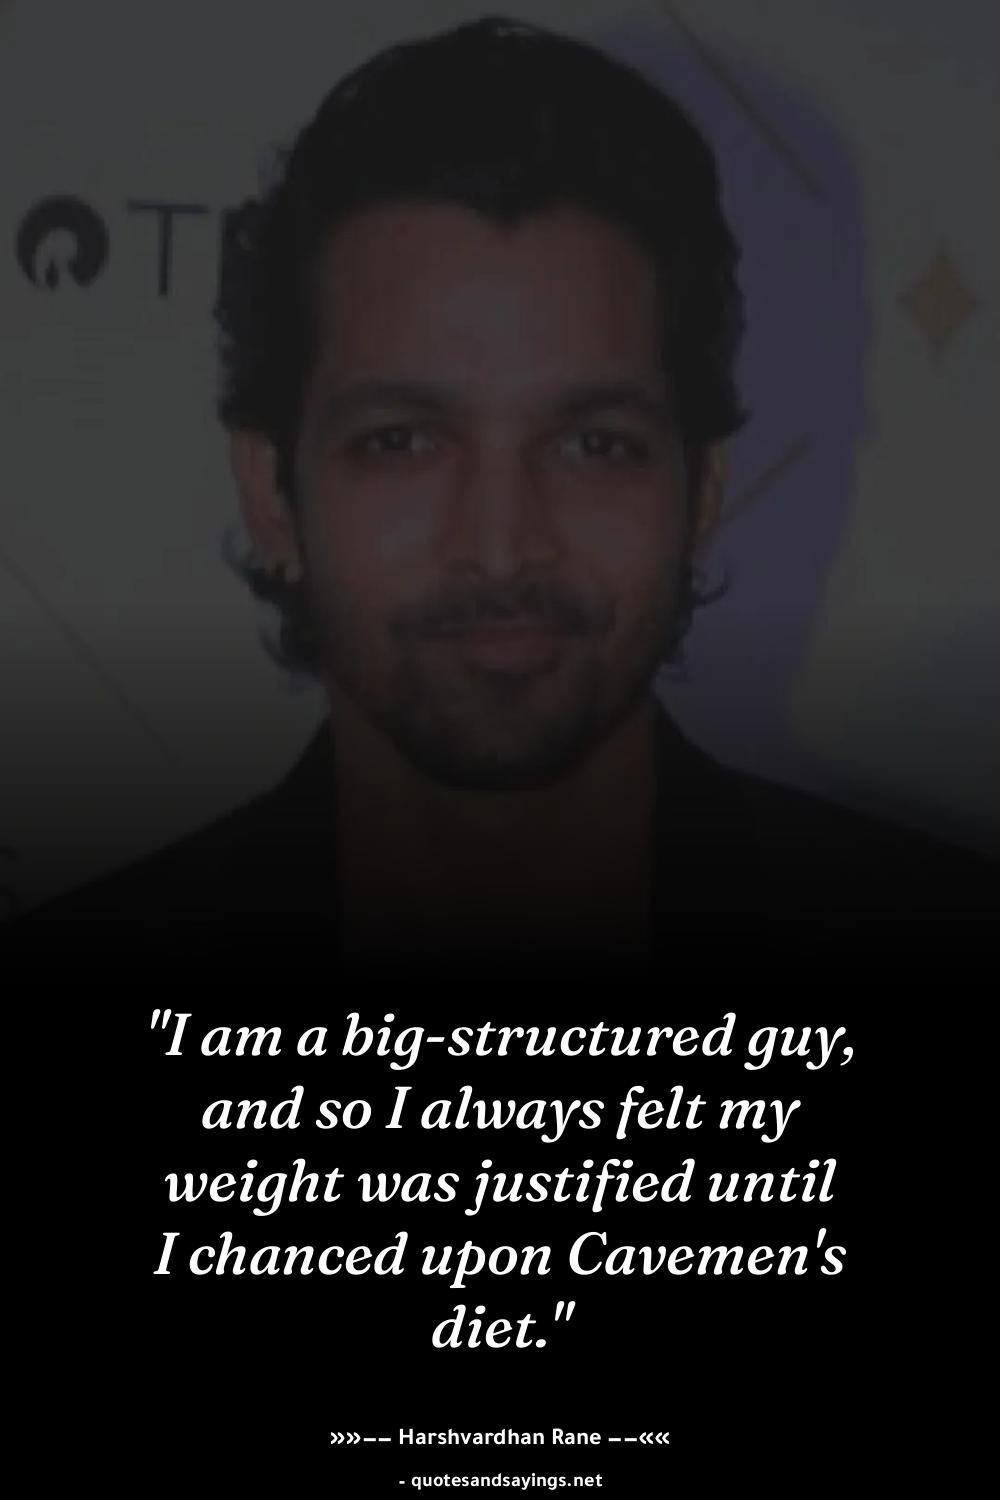 T
"I am a big-structured guy,
and so I always felt my
weight was justified until
I chanced upon Cavemen's
diet."
»»–– Harshvardhan Rane ––««
- quotesandsayings.net